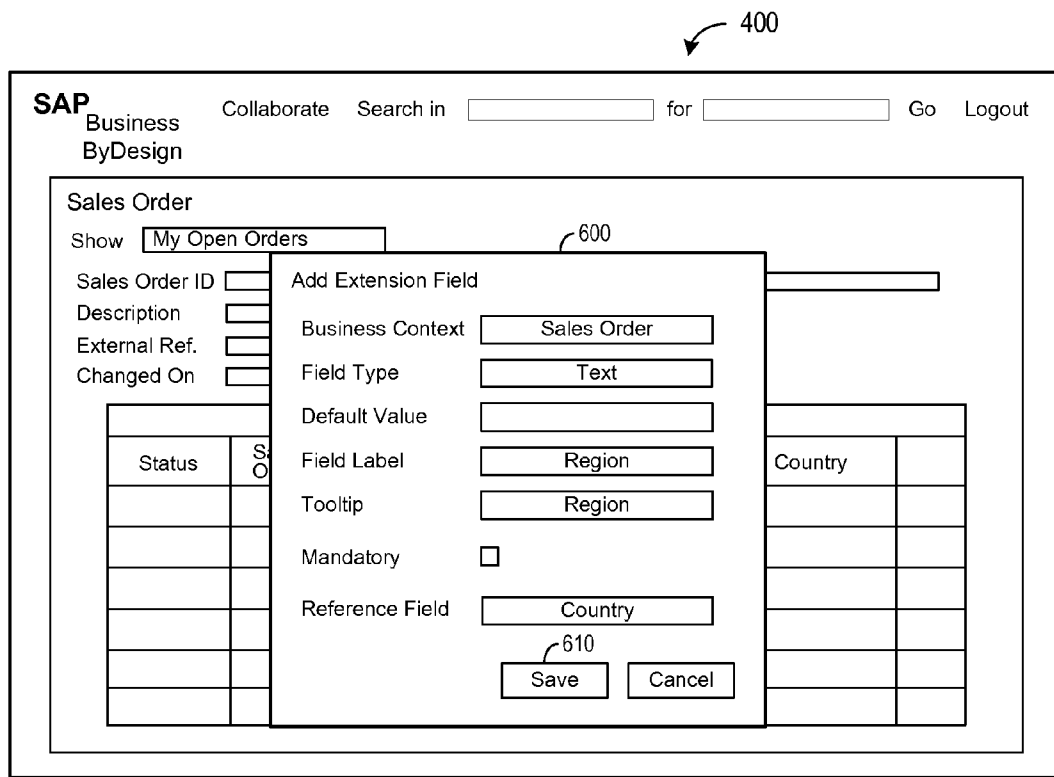 400
SAP Business ByDesign
Collaborate Search in for Go Logout
Sales Order
Show My Open Orders
600
Sales Order ID
Description
External Ref.
Changed On
Add Extension Field
Business Context Sales Order
Field Type Text
Default Value
Field Label Region
Tooltip Region
Mandatory
Reference Field Country
610
Save Cancel
Status Country